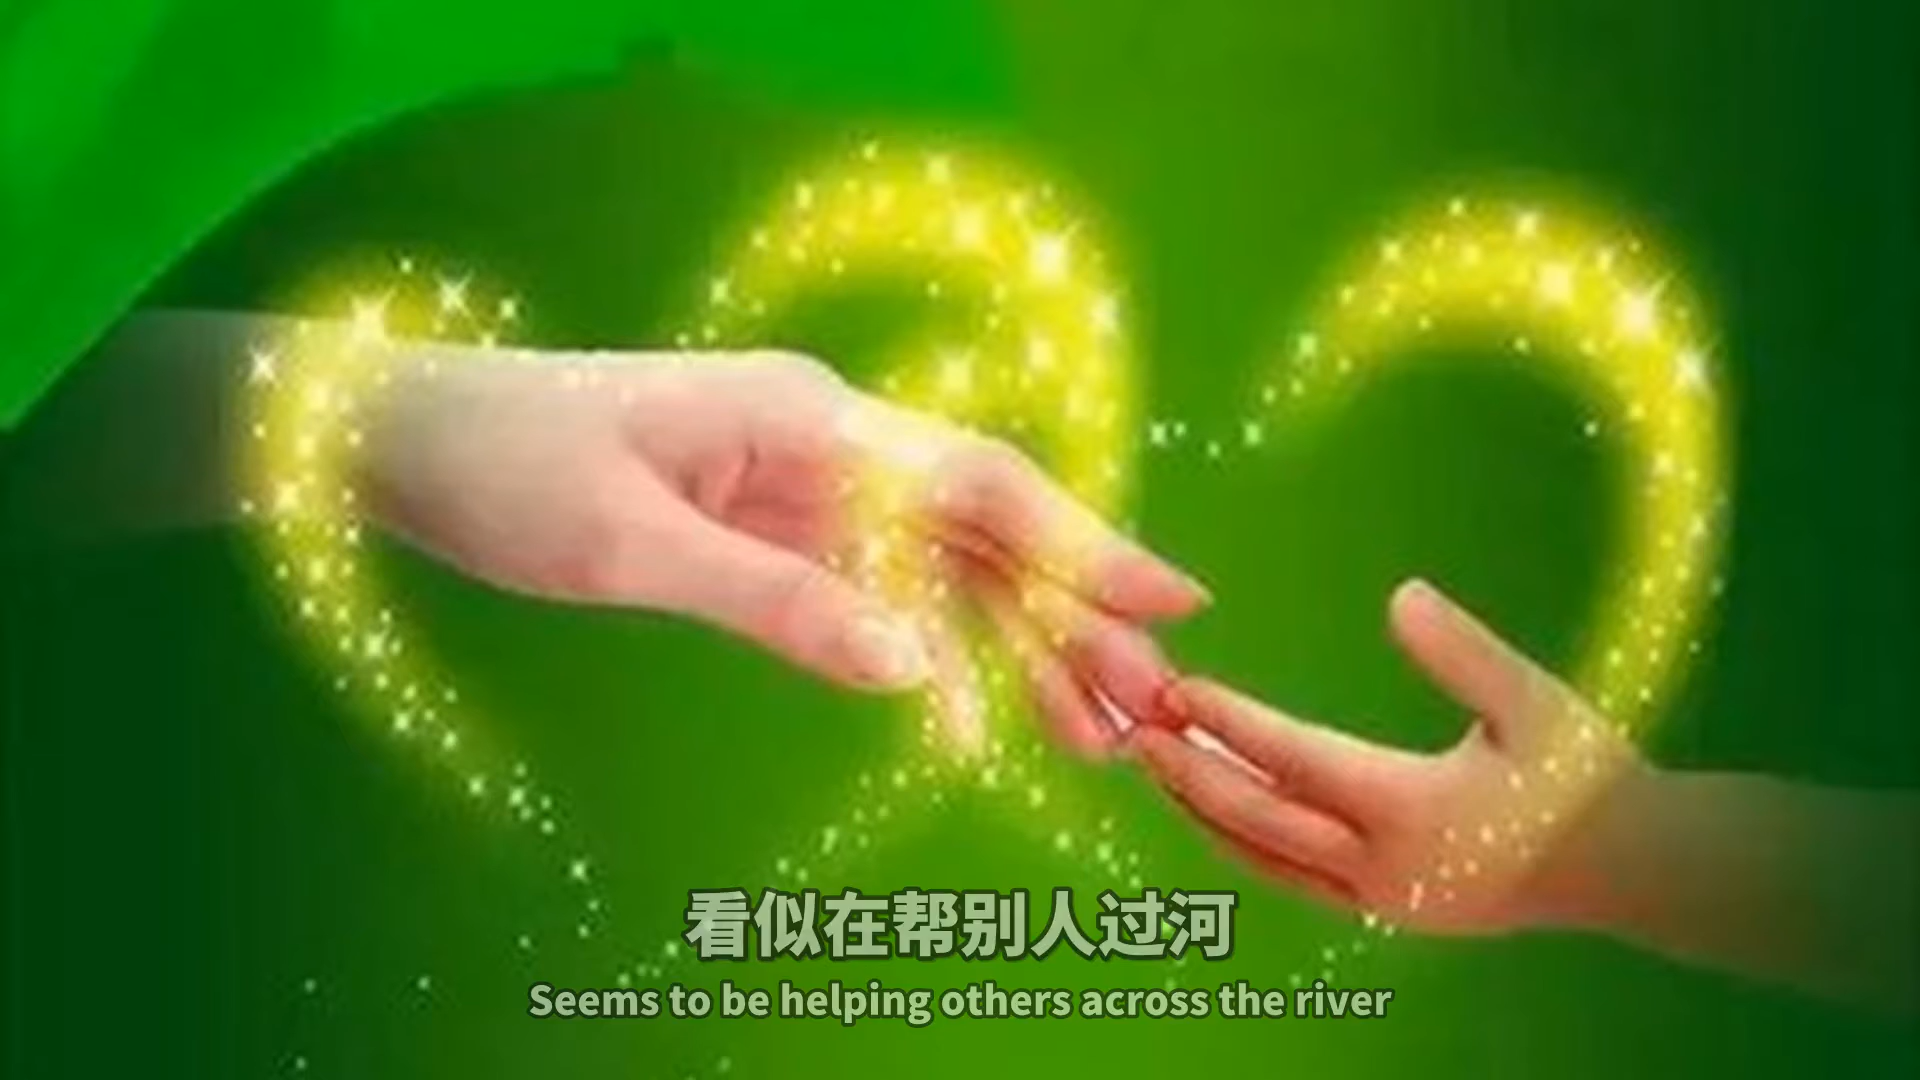 看似在帮别人过河
Seems to be helping others across the river